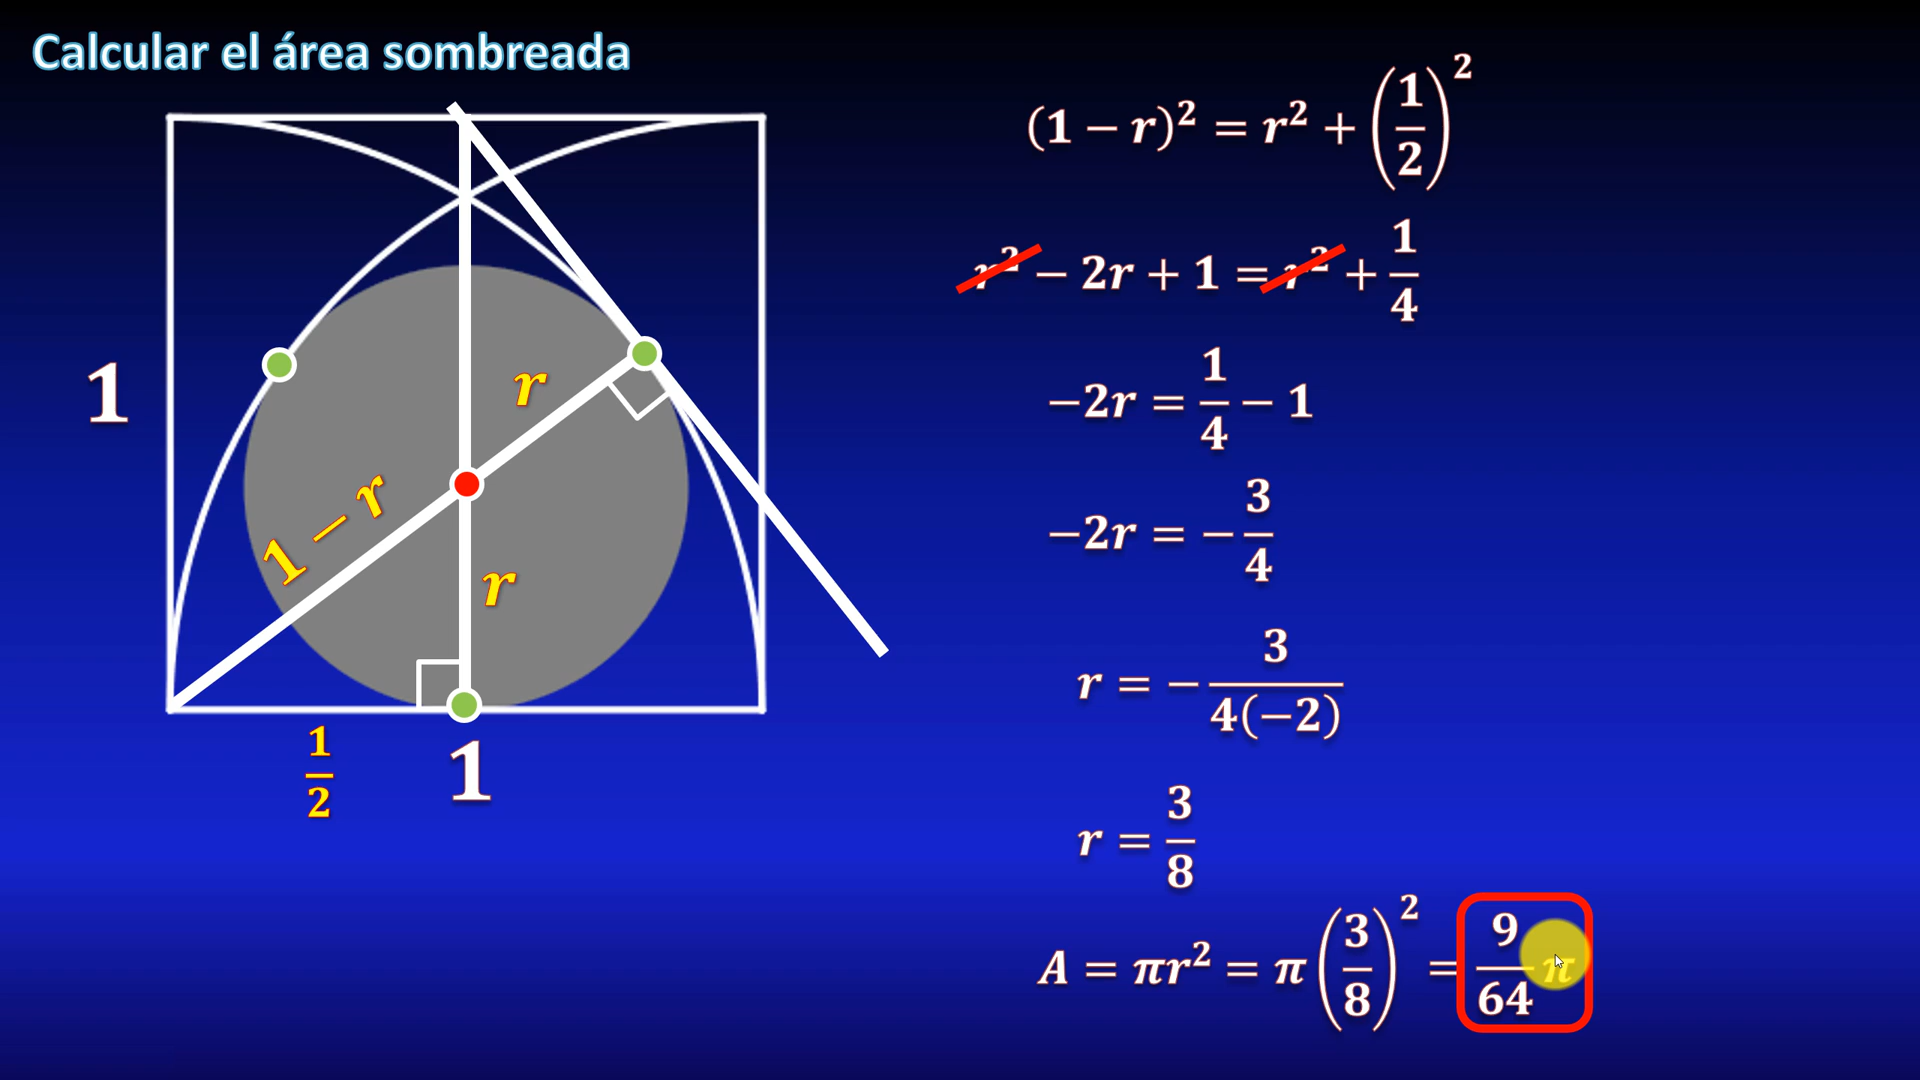 Calcular el área sombreada
1
r
1 − r
r
1/2
1
(1 − r)² = r² + (1/2)²
r² − 2r + 1 = r² + 1/4
−2r = 1/4 − 1
−2r = −3/4
r = −3/4(−2)
r = 3/8
A = πr² = π(3/8)² = 9/64 π